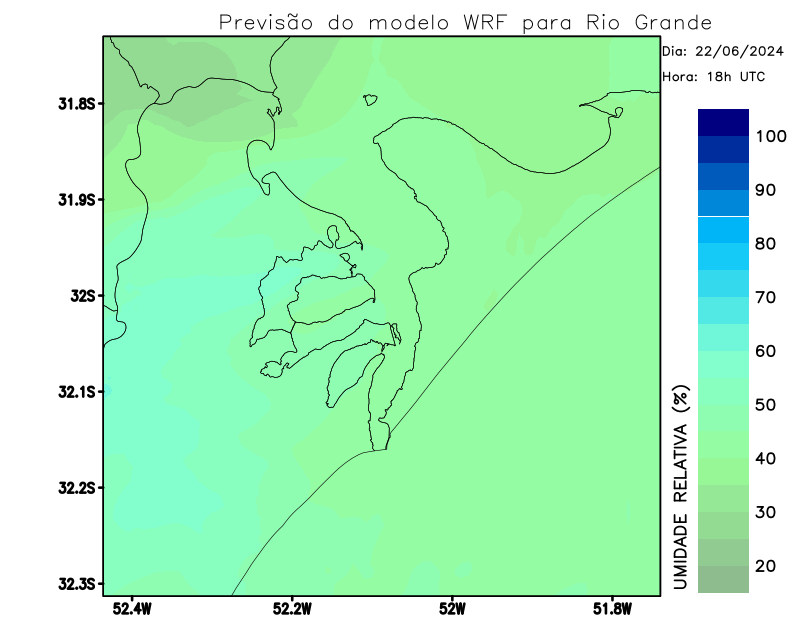 Previsão do modelo WRF para Rio Grande
Dia: 22/06/2024
Hora: 18h UTC
31.8S
31.9S
32S
32.1S
32.2S
32.3S
52.4W
52.2W
52W
51.8W
100
90
80
70
60
50
40
30
20
UMIDADE RELATIVA (%)